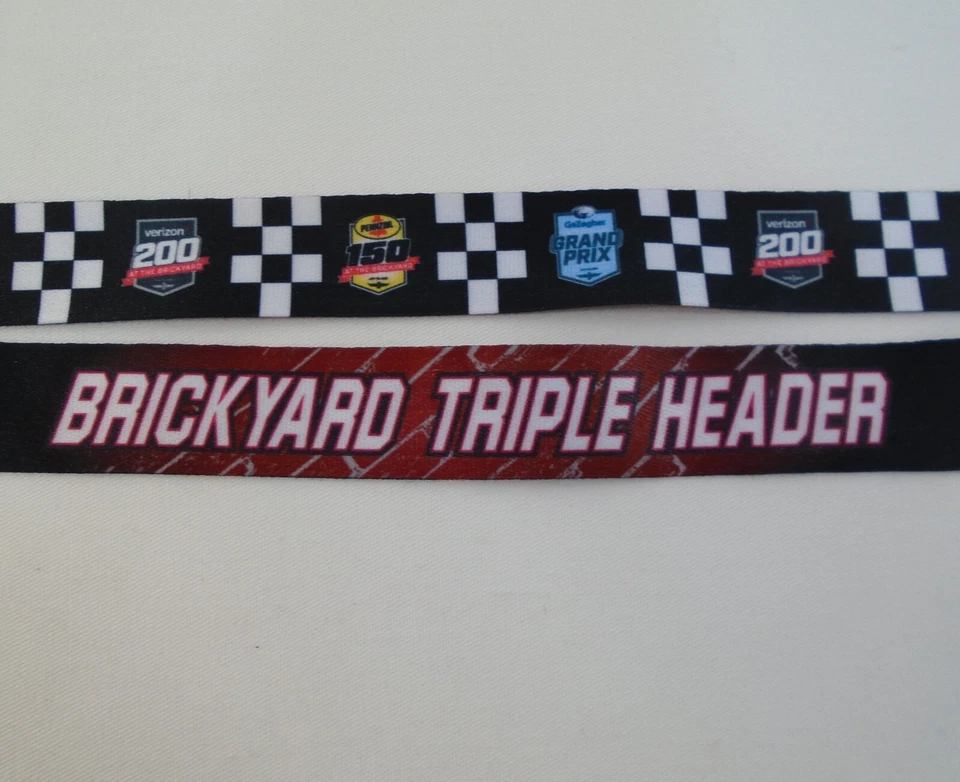 verizon
200
AT THE BRICKYARD
PENNZOIL
150
AT THE BRICKYARD
Gallagher
GRAND
PRIX
verizon
200
AT THE BRICKYARD
BRICKYARD TRIPLE HEADER